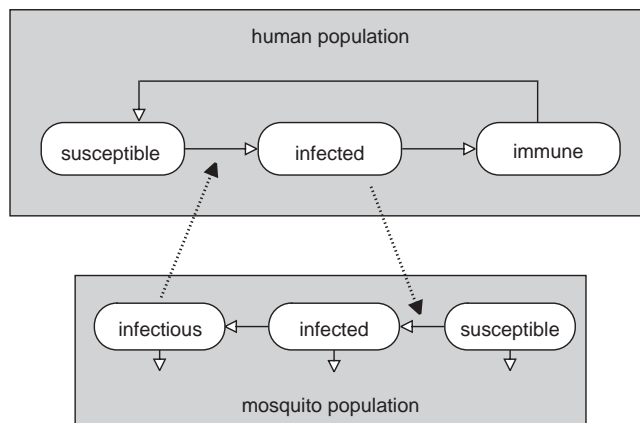 human population
susceptible
infected
immune
infectious
infected
susceptible
mosquito population